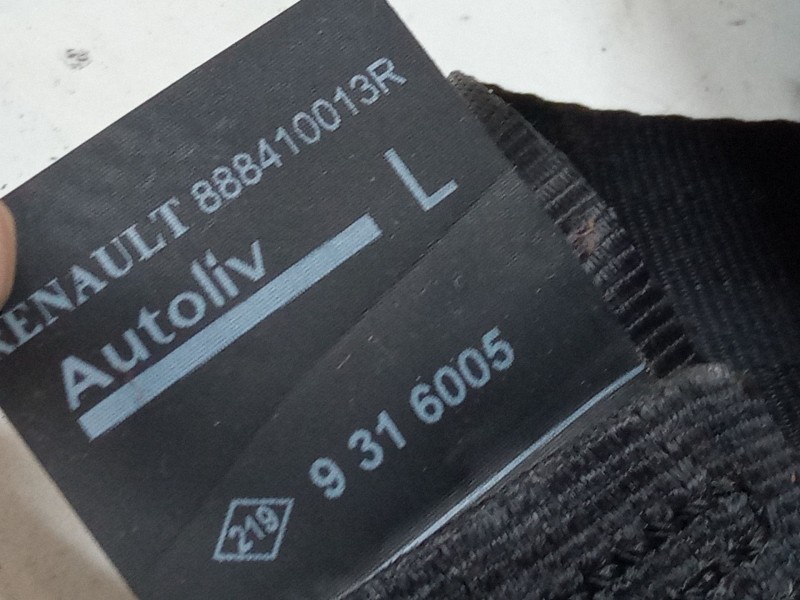 RENAULT 888410013R
Autoliv L
9 31 6005
219